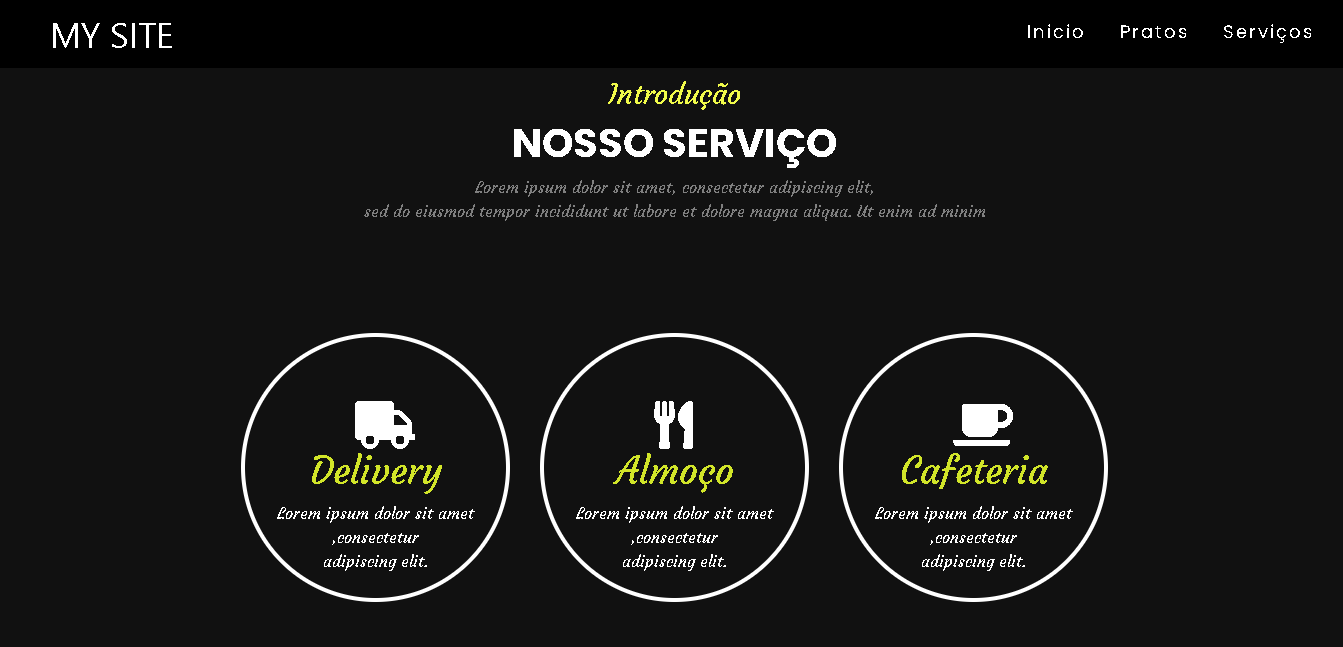 MY SITE
Inicio Pratos Serviços
Introdução
NOSSO SERVIÇO
Lorem ipsum dolor sit amet, consectetur adipiscing elit,
sed do eiusmod tempor incididunt ut labore et dolore magna aliqua. Ut enim ad minim
Delivery
Lorem ipsum dolor sit amet
,consectetur
adipiscing elit.
Almoço
Lorem ipsum dolor sit amet
,consectetur
adipiscing elit.
Cafeteria
Lorem ipsum dolor sit amet
,consectetur
adipiscing elit.